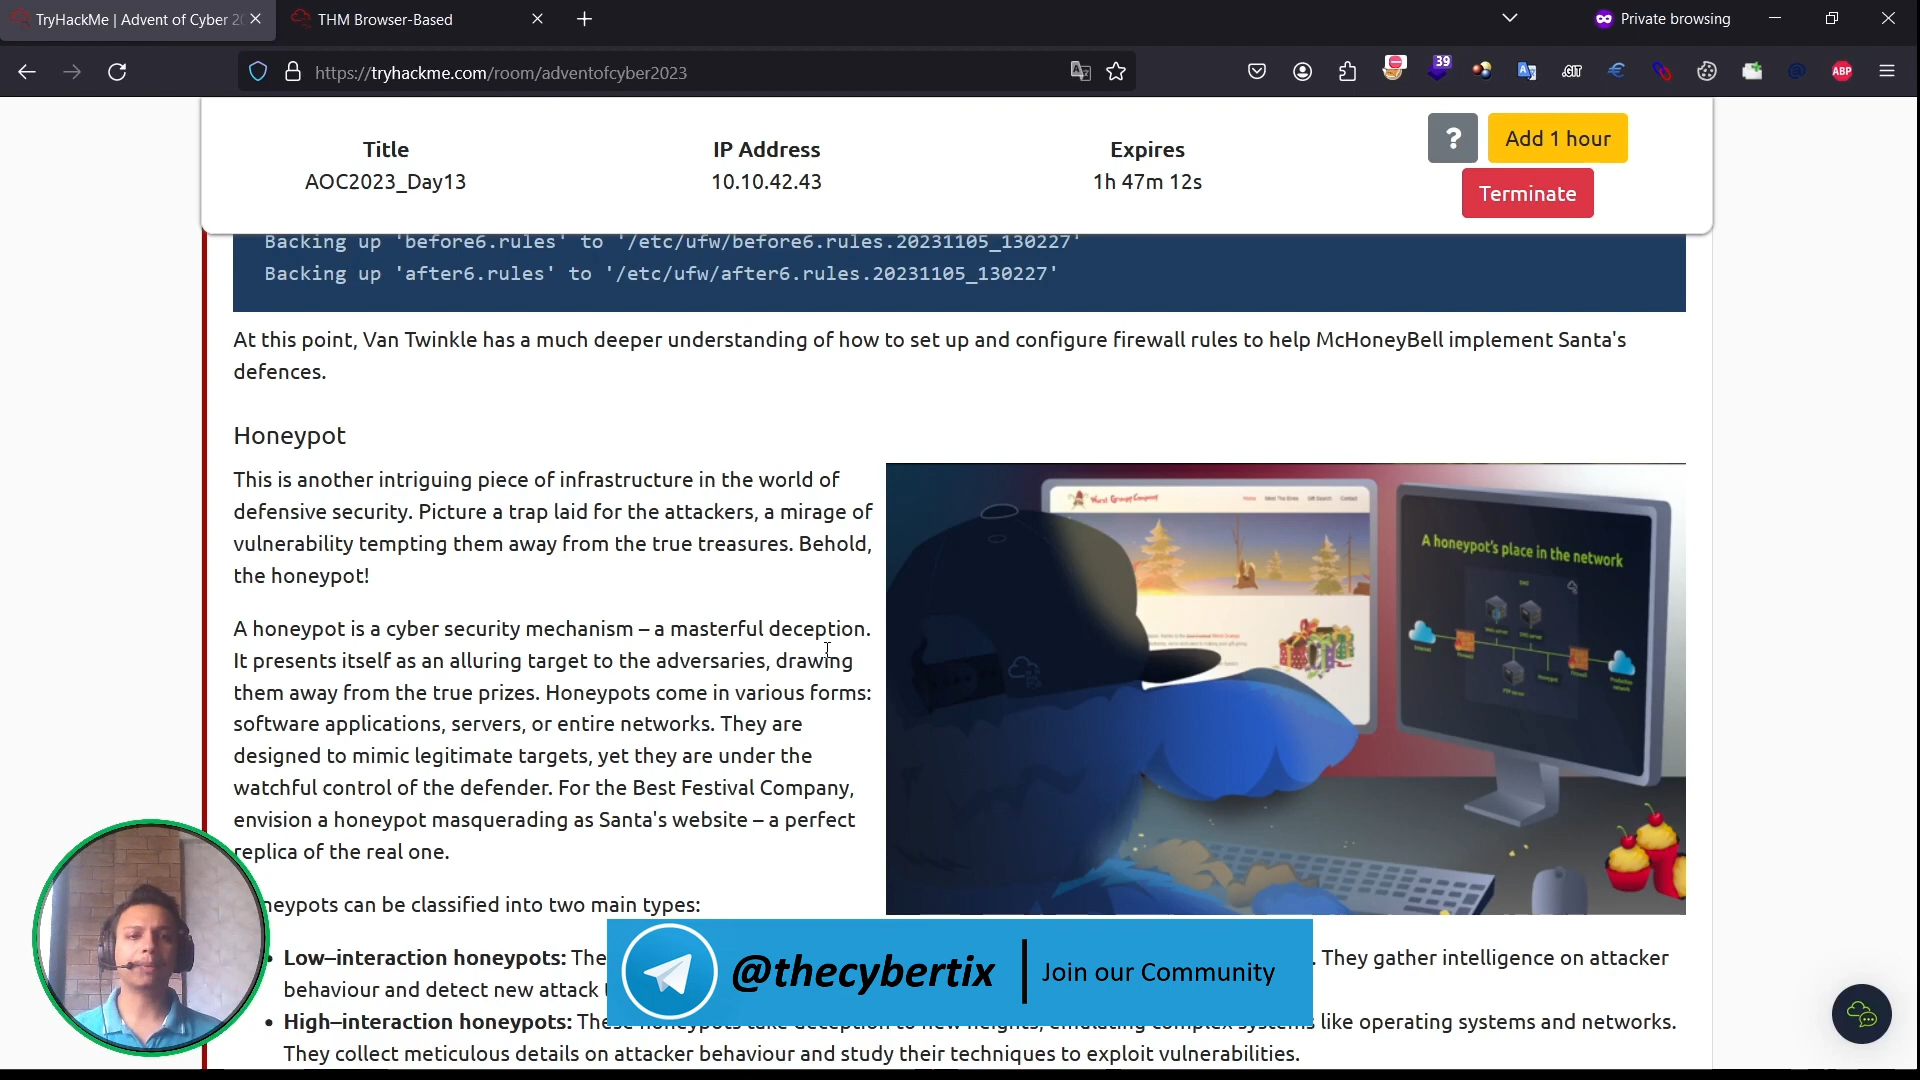 TryHackMe | Advent of Cyber 20
THM Browser-Based
Private browsing
https://tryhackme.com/room/adventofcyber2023
39
.GIT
ABP
Title
IP Address
Expires
?
Add 1 hour
AOC2023_Day13
10.10.42.43
1h 47m 12s
Terminate
Backing up 'before6.rules' to '/etc/ufw/before6.rules.20231105_130227'
Backing up 'after6.rules' to '/etc/ufw/after6.rules.20231105_130227'
At this point, Van Twinkle has a much deeper understanding of how to set up and configure firewall rules to help McHoneyBell implement Santa's
defences.
Honeypot
This is another intriguing piece of infrastructure in the world of
defensive security. Picture a trap laid for the attackers, a mirage of
vulnerability tempting them away from the true treasures. Behold,
the honeypot!
A honeypot is a cyber security mechanism – a masterful deception.
It presents itself as an alluring target to the adversaries, drawing
them away from the true prizes. Honeypots come in various forms:
software applications, servers, or entire networks. They are
designed to mimic legitimate targets, yet they are under the
watchful control of the defender. For the Best Festival Company,
envision a honeypot masquerading as Santa's website – a perfect
replica of the real one.
A honeypot's place in the network
neypots can be classified into two main types:
Low-interaction honeypots: The
. They gather intelligence on attacker
behaviour and detect new attack
High-interaction honeypots: These honeypots take deception to new heights, emulating complex systems like operating systems and networks.
They collect meticulous details on attacker behaviour and study their techniques to exploit vulnerabilities.
@thecybertix | Join our Community